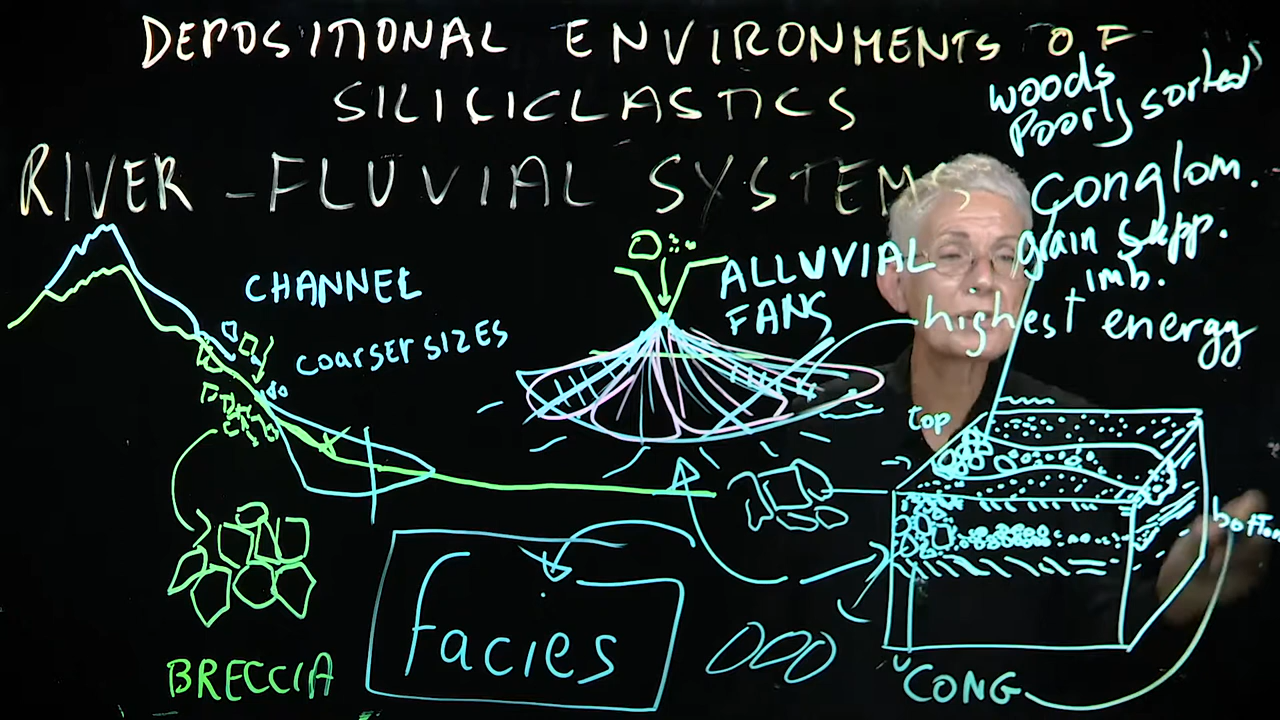 DEPOSITIONAL ENVIRONMENTS OF
SILICICLASTICS
woods
Poorly sorted
RIVER - FLUVIAL SYSTEMS
Conglom.
grain supp.
imb.
CHANNEL
COARSER SIZES
ALLUVIAL
FANS
highest energy
top
bottom
facies
BRECCIA
CONG